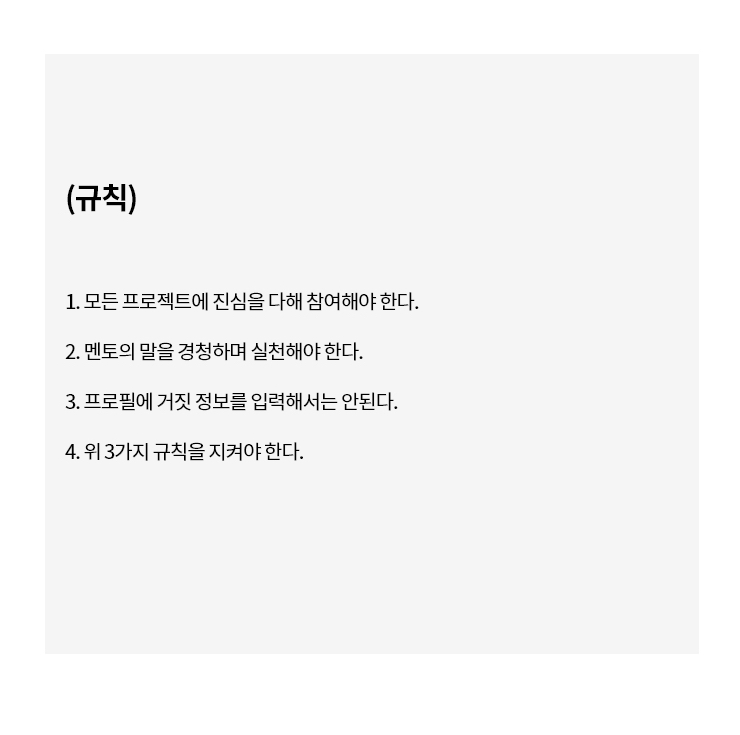 (규칙)
1. 모든 프로젝트에 진심을 다해 참여해야 한다.
2. 멘토의 말을 경청하며 실천해야 한다.
3. 프로필에 거짓 정보를 입력해서는 안된다.
4. 위 3가지 규칙을 지켜야 한다.